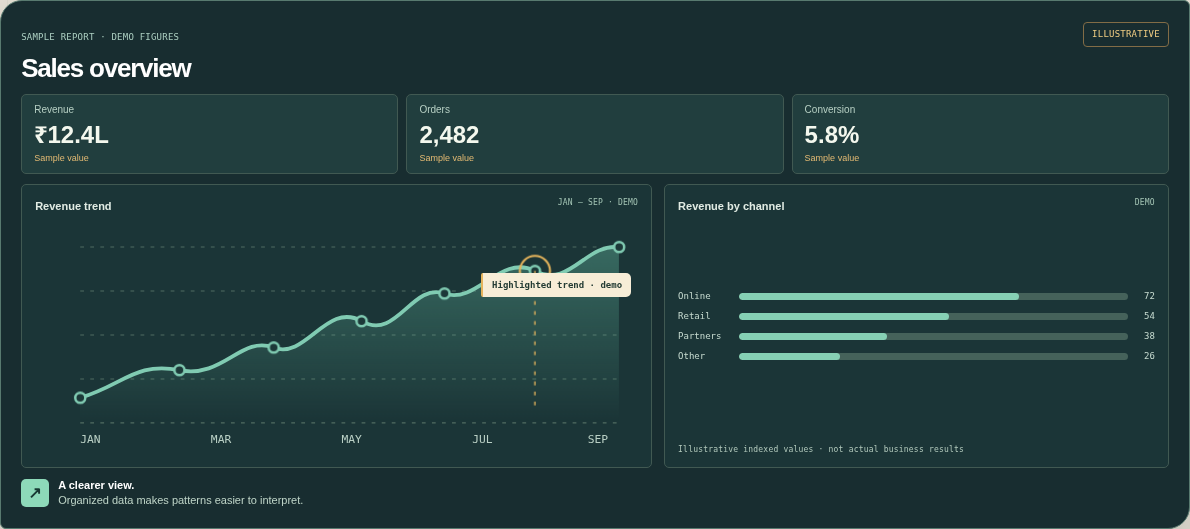 SAMPLE REPORT · DEMO FIGURES
ILLUSTRATIVE
Sales overview
Revenue
₹12.4L
Sample value
Orders
2,482
Sample value
Conversion
5.8%
Sample value
Revenue trend
JAN — SEP · DEMO
Highlighted trend · demo
JAN MAR MAY JUL SEP
Revenue by channel
DEMO
Online 72
Retail 54
Partners 38
Other 26
Illustrative indexed values · not actual business results
A clearer view.
Organized data makes patterns easier to interpret.